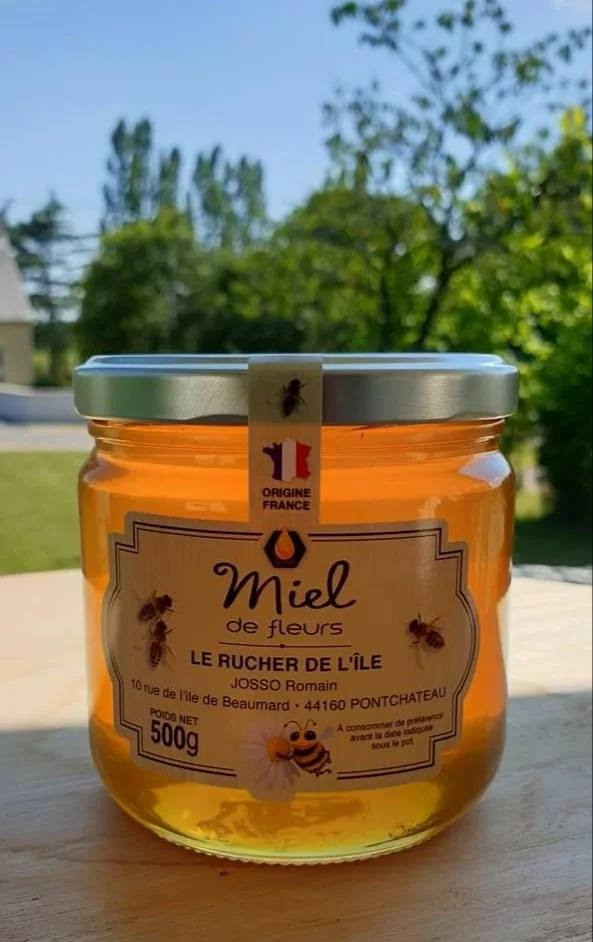 ORIGINE
FRANCE
Miel
de fleurs
LE RUCHER DE L'ÎLE
JOSSO Romain
10 rue de l'île de Beaumard • 44160 PONTCHATEAU
POIDS NET
500g
A consommer de préférence
avant la date indiquée
sous le pot.